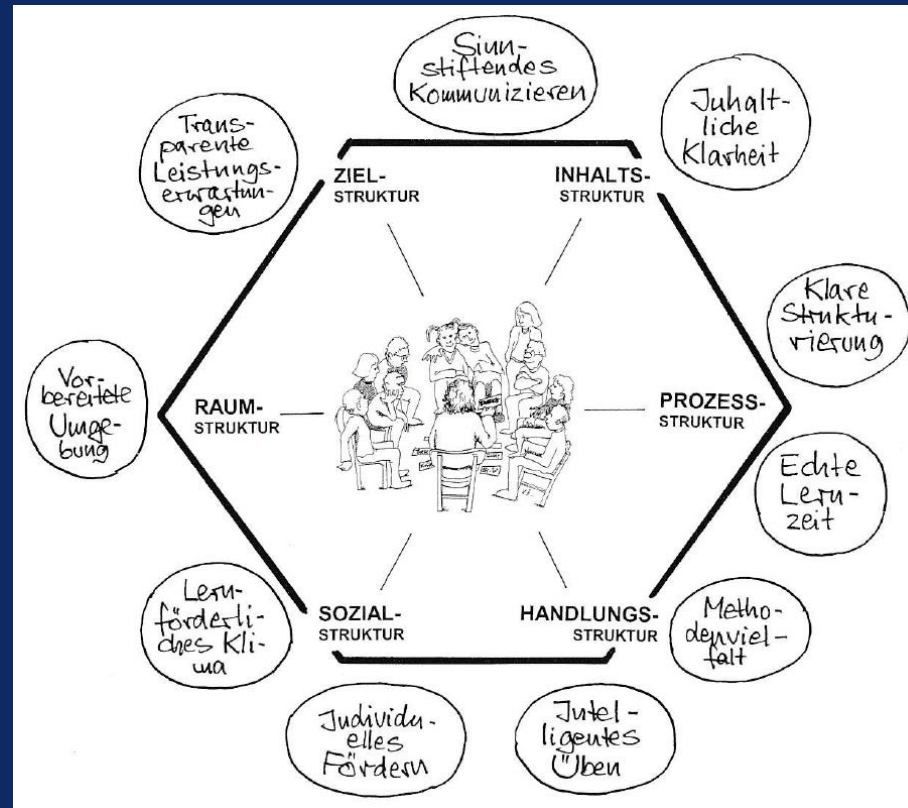 Sinn-
stiftendes
Kommunizieren
Inhalt-
liche
Klarheit
Trans-
parente
Leistungs-
erwartun-
gen
ZIEL-
STRUKTUR
INHALTS-
STRUKTUR
Klare
Struktu-
rierung
Vor-
bereitete
Umge-
bung
RAUM-
STRUKTUR
PROZESS-
STRUKTUR
Echte
Lern-
zeit
Lern-
förderli-
ches Kli-
ma
SOZIAL-
STRUKTUR
HANDLUNGS-
STRUKTUR
Metho-
denviel-
falt
Individu-
elles
Fördern
Intel-
ligentes
Üben